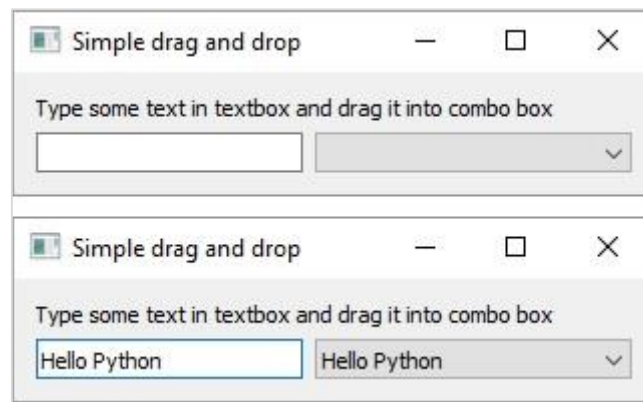 Simple drag and drop
Type some text in textbox and drag it into combo box
Simple drag and drop
Type some text in textbox and drag it into combo box
Hello Python Hello Python